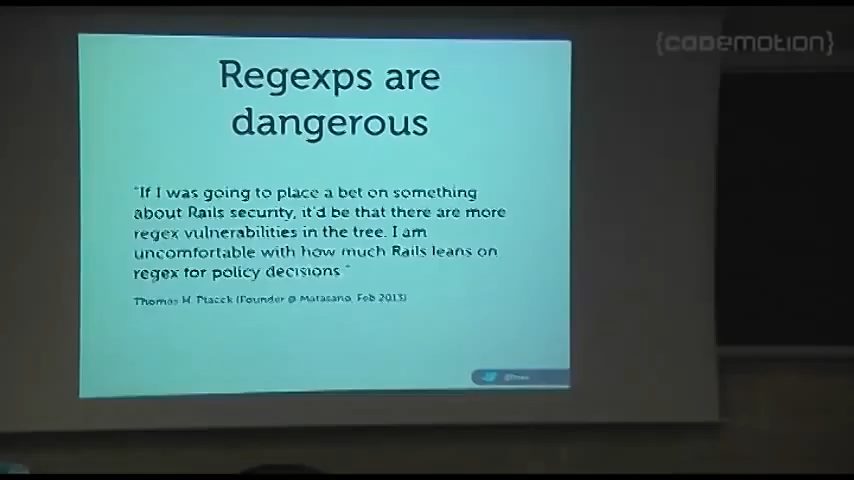 {codemotion}
Regexps are
dangerous
"If I was going to place a bet on something
about Rails security, it'd be that there are more
regex vulnerabilities in the tree. I am
uncomfortable with how much Rails leans on
regex for policy decisions."
Thomas H. Ptacek (Founder @ Matasano, Feb 2013)